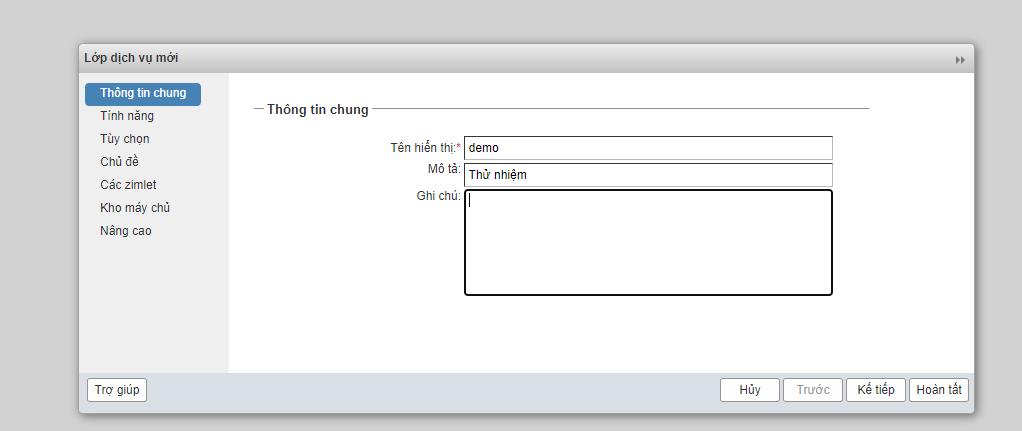 Lớp dịch vụ mới
Thông tin chung
Tính năng
Tùy chọn
Chủ đề
Các zimlet
Kho máy chủ
Nâng cao
Thông tin chung
Tên hiển thị:* demo
Mô tả: Thử nhiệm
Ghi chú:
Trợ giúp Hủy Trước Kế tiếp Hoàn tất